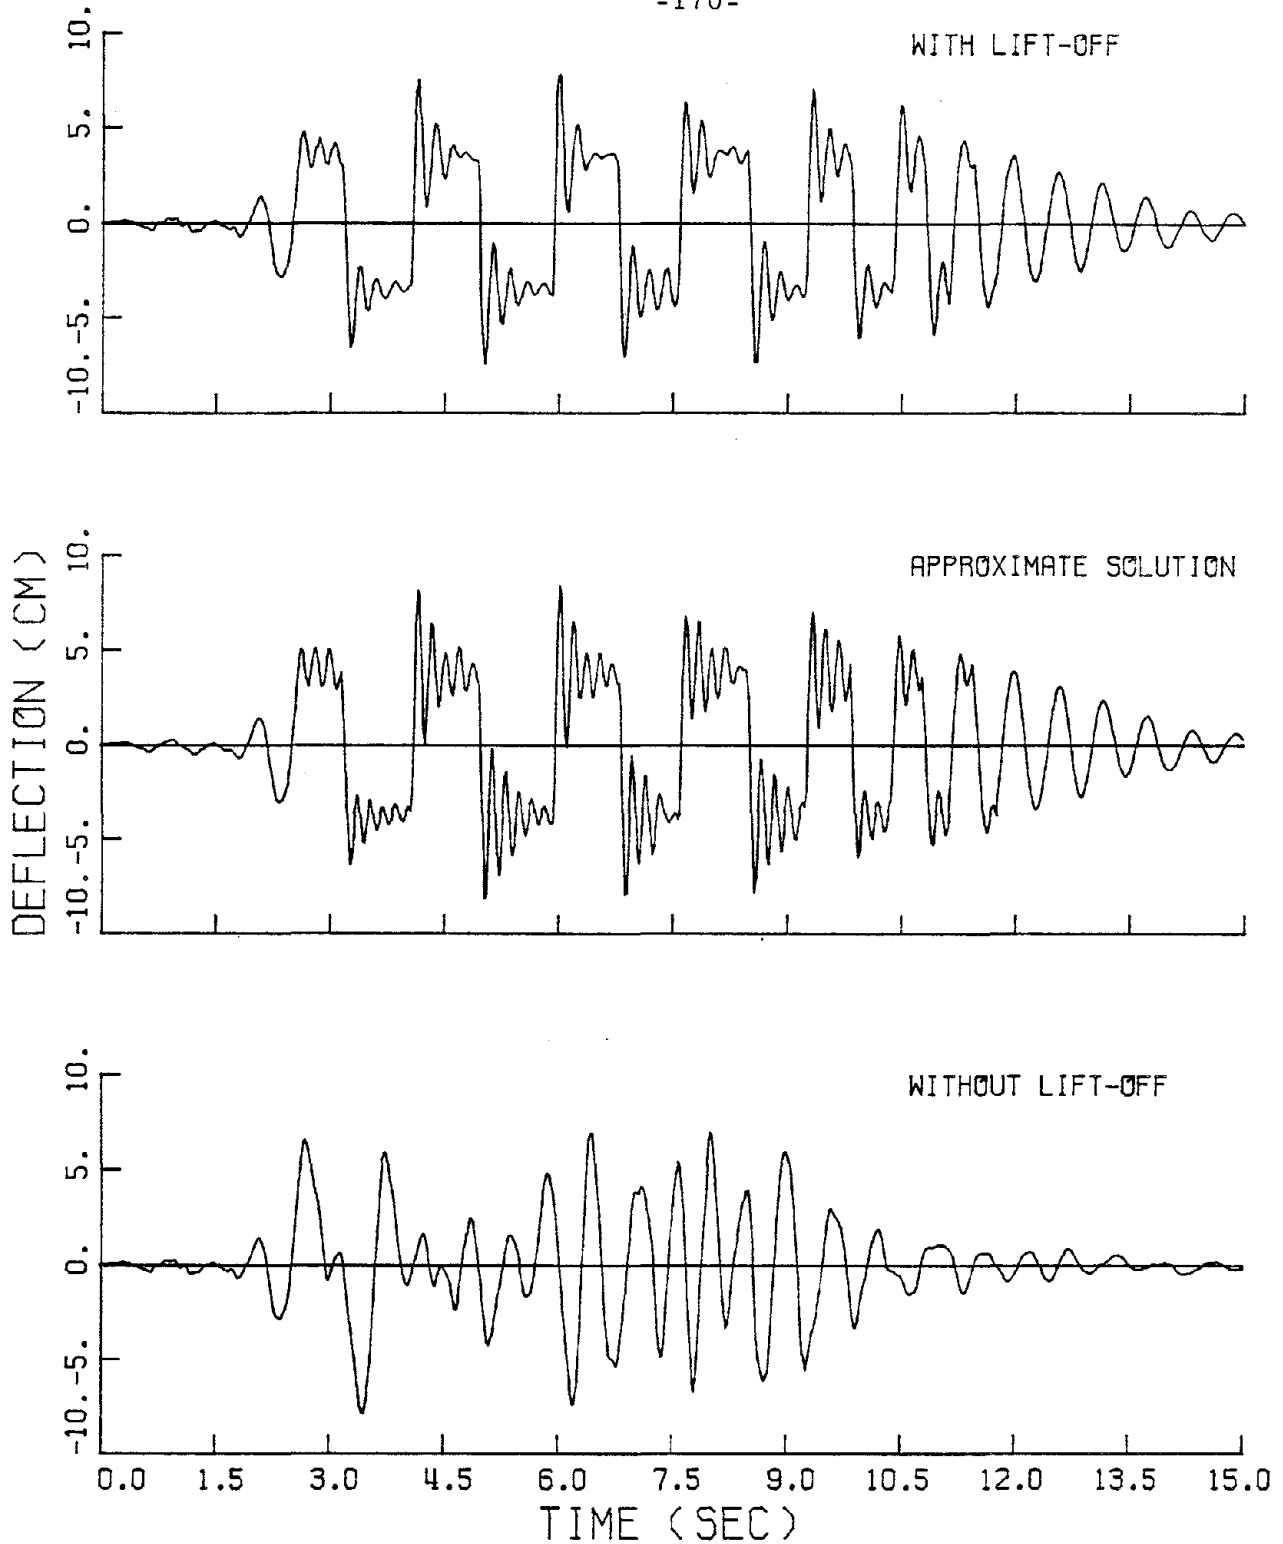 -170-
WITH LIFT-OFF
10.
5.
0.
-5.
-10.
APPROXIMATE SOLUTION
10.
5.
0.
-5.
-10.
DEFLECTION (CM)
WITHOUT LIFT-OFF
10.
5.
0.
-5.
-10.
0.0 1.5 3.0 4.5 6.0 7.5 9.0 10.5 12.0 13.5 15.0
TIME (SEC)